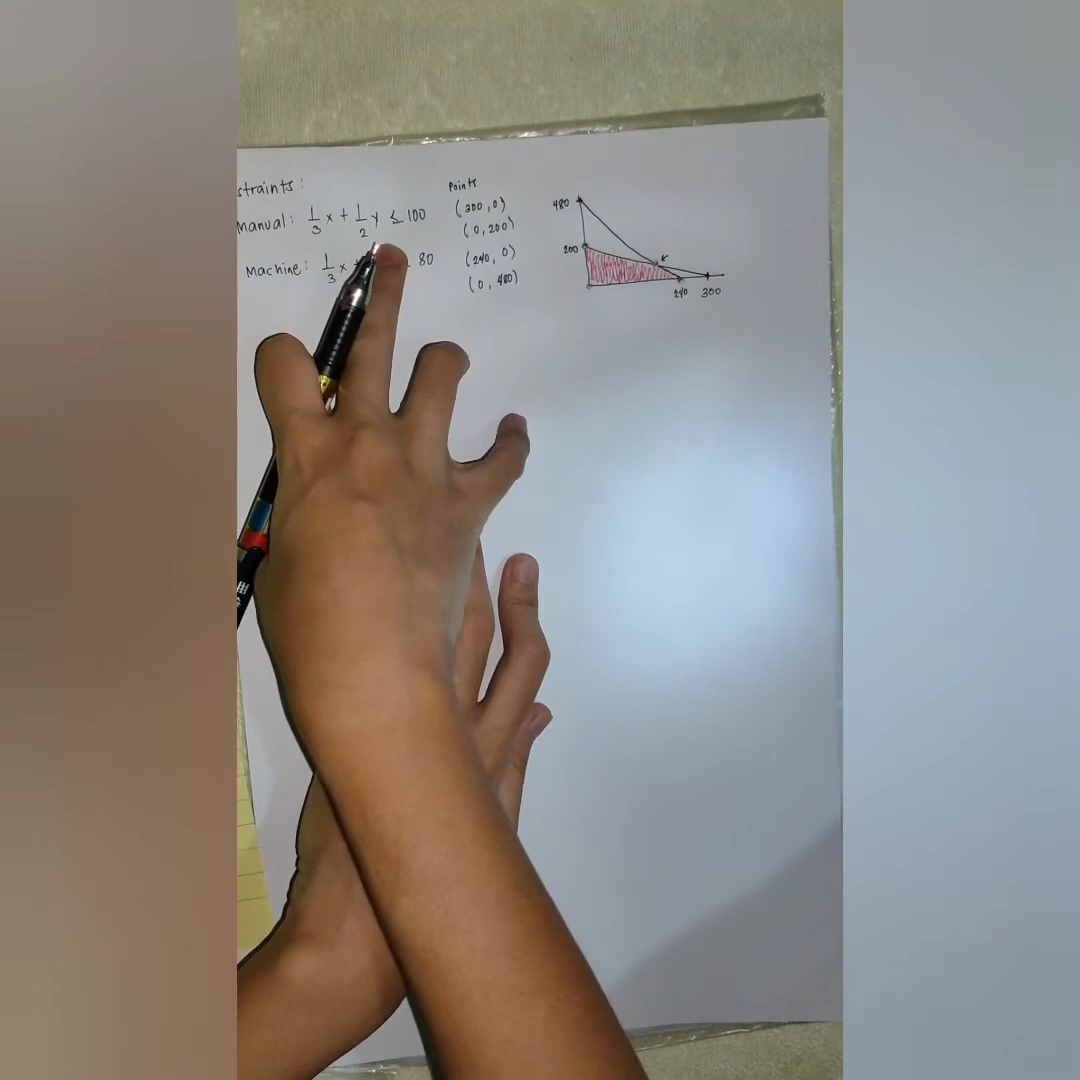 straints:
Manual: 1/3 x + 1/2 y ≤ 100
Machine: 1/3 x + 80
Points
(300, 0)
(0, 200)
(240, 0)
(0, 480)
480
200
240 300